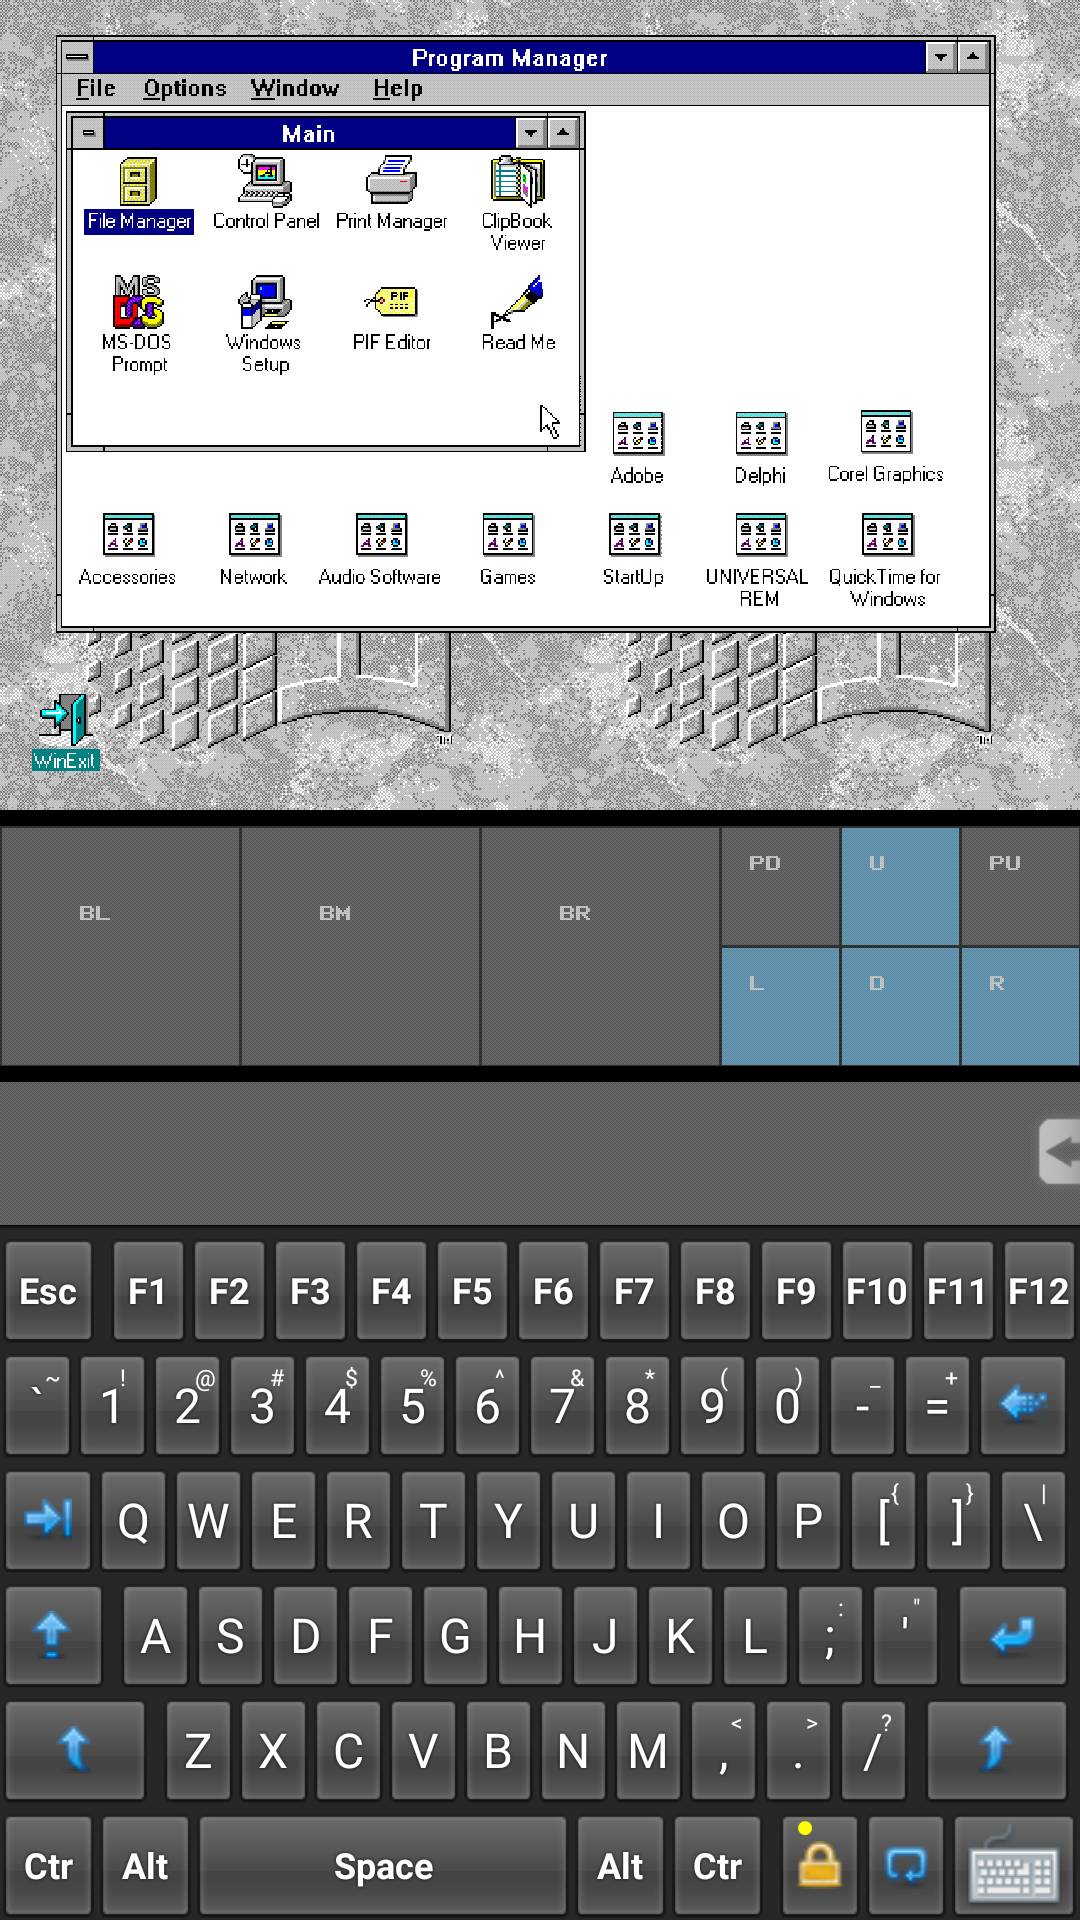 Program Manager
File Options Window Help
Main
File Manager Control Panel Print Manager ClipBook
Viewer
MS
DOS
PIF
MS-DOS Windows PIF Editor Read Me
Prompt Setup
Adobe Delphi Corel Graphics
Accessories Network Audio Software Games StartUp UNIVERSAL QuickTime for
REM Windows
WinExit
BL BM BR PD U PU
L D R
Esc F1 F2 F3 F4 F5 F6 F7 F8 F9 F10 F11 F12
` ~ 1 ! 2 @ 3 # 4 $ 5 % 6 ^ 7 & 8 * 9 ( 0 ) - _ = +
Q W E R T Y U I O P [ { ] } \ |
A S D F G H J K L ; : ' "
Z X C V B N M , < . > / ?
Ctr Alt Space Alt Ctr